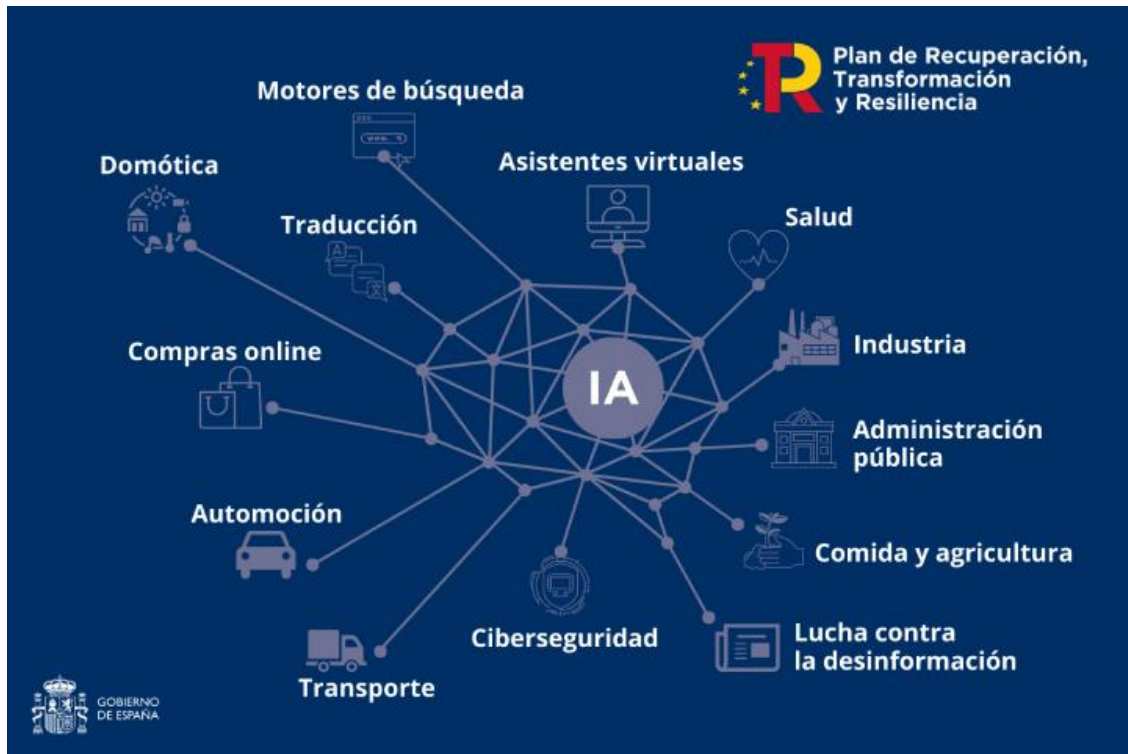 Plan de Recuperación,
Transformación
y Resiliencia
Motores de búsqueda
Asistentes virtuales
Domótica
Salud
Traducción
Industria
Compras online
IA
Administración
pública
Automoción
Comida y agricultura
Ciberseguridad
Lucha contra
la desinformación
Transporte
GOBIERNO
DE ESPAÑA